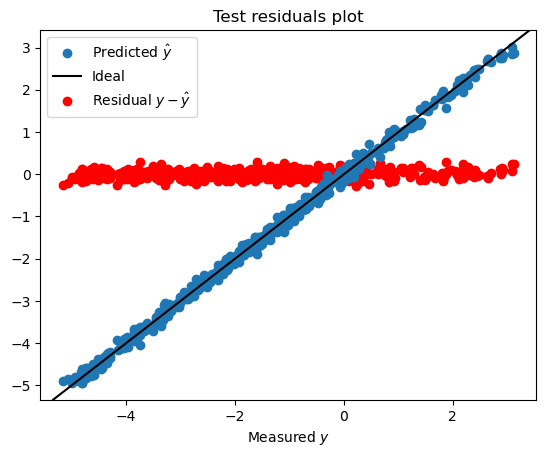 Test residuals plot
Predicted ŷ
Ideal
Residual y − ŷ
3
2
1
0
−1
−2
−3
−4
−5
−4
−2
0
2
Measured y